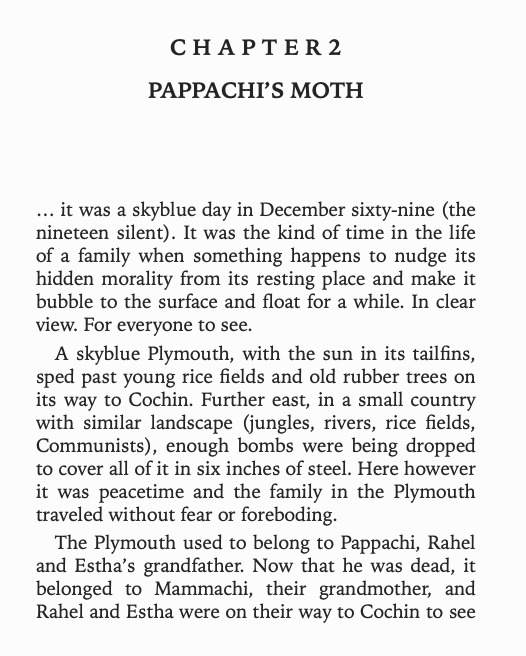 CHAPTER2
PAPPACHI’S MOTH
… it was a skyblue day in December sixty-nine (the
nineteen silent). It was the kind of time in the life
of a family when something happens to nudge its
hidden morality from its resting place and make it
bubble to the surface and float for a while. In clear
view. For everyone to see.
A skyblue Plymouth, with the sun in its tailfins,
sped past young rice fields and old rubber trees on
its way to Cochin. Further east, in a small country
with similar landscape (jungles, rivers, rice fields,
Communists), enough bombs were being dropped
to cover all of it in six inches of steel. Here however
it was peacetime and the family in the Plymouth
traveled without fear or foreboding.
The Plymouth used to belong to Pappachi, Rahel
and Estha’s grandfather. Now that he was dead, it
belonged to Mammachi, their grandmother, and
Rahel and Estha were on their way to Cochin to see